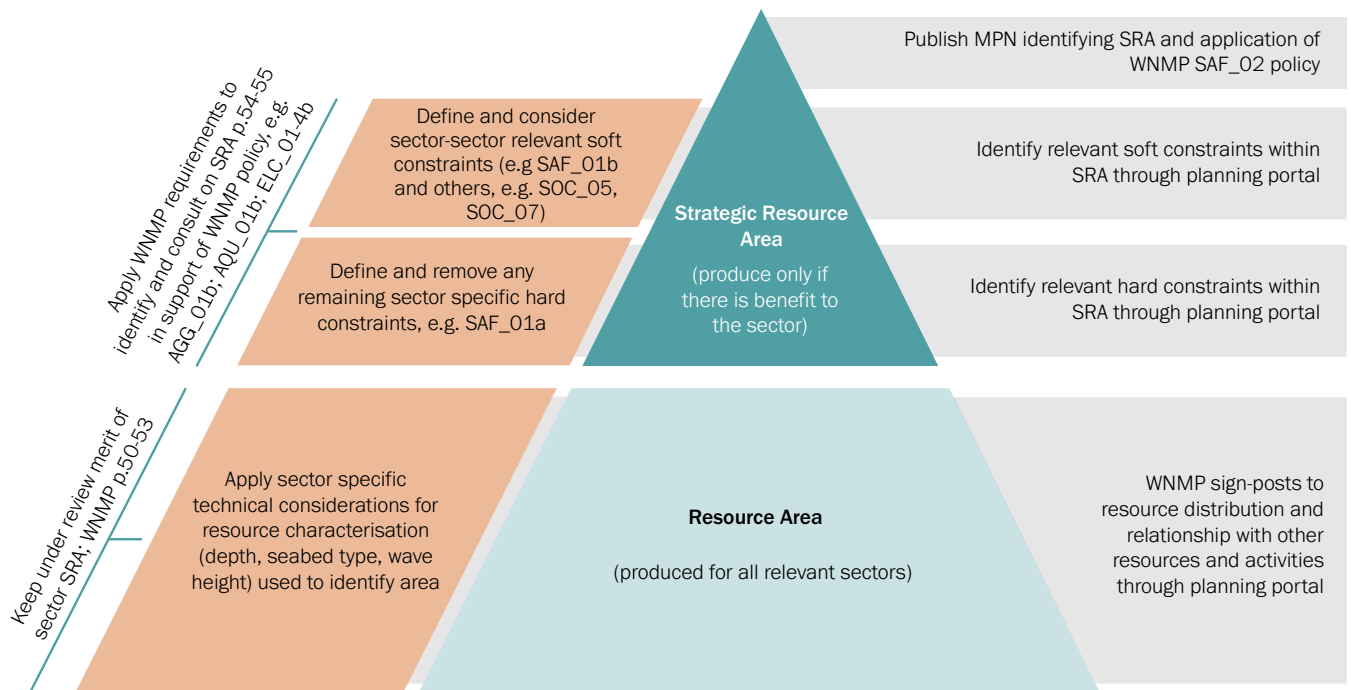 Publish MPN identifying SRA and application of
WNMP SAF_02 policy
Apply WNMP requirements to
identify and consult on SRA p.54-55
in support of WNMP policy, e.g.
AGG_01b; AQU_01b; ELC_01-4b
Define and consider
sector-sector relevant soft
constraints (e.g SAF_01b
and others, e.g. SOC_05,
SOC_07)
Identify relevant soft constraints within
SRA through planning portal
Strategic Resource
Area
(produce only if
there is benefit to
the sector)
Define and remove any
remaining sector specific hard
constraints, e.g. SAF_01a
Identify relevant hard constraints within
SRA through planning portal
Keep under review merit of
sector SRA; WNMP p.50-53
Apply sector specific
technical considerations for
resource characterisation
(depth, seabed type, wave
height) used to identify area
Resource Area
(produced for all relevant sectors)
WNMP sign-posts to
resource distribution and
relationship with other
resources and activities
through planning portal